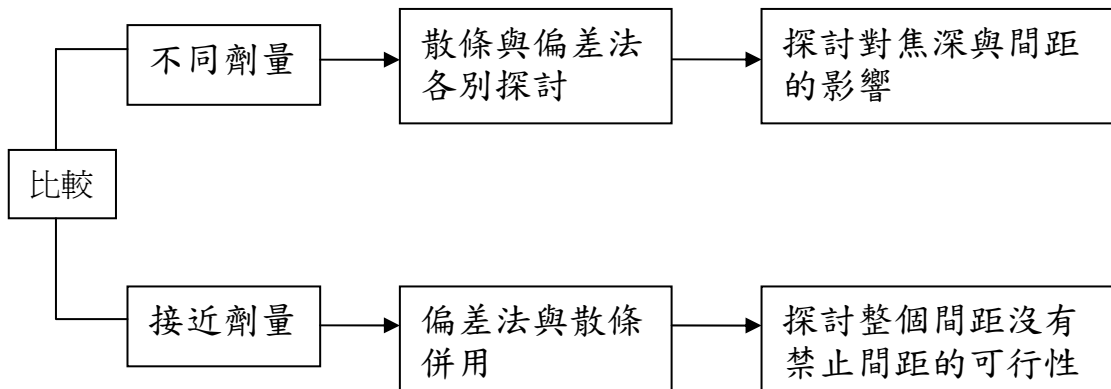 不同劑量
散條與偏差法
各別探討
探討對焦深與間距
的影響
比較
接近劑量
偏差法與散條
併用
探討整個間距沒有
禁止間距的可行性